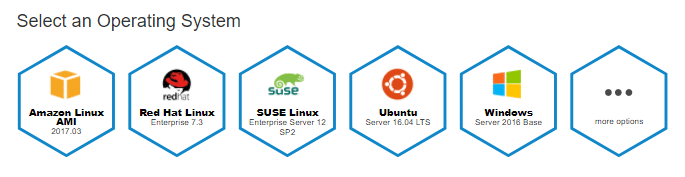 Select an Operating System
redhat
SUSE
Amazon Linux
AMI
2017.03
Red Hat Linux
Enterprise 7.3
SUSE Linux
Enterprise Server 12
SP2
Ubuntu
Server 16.04 LTS
Windows
Server 2016 Base
more options